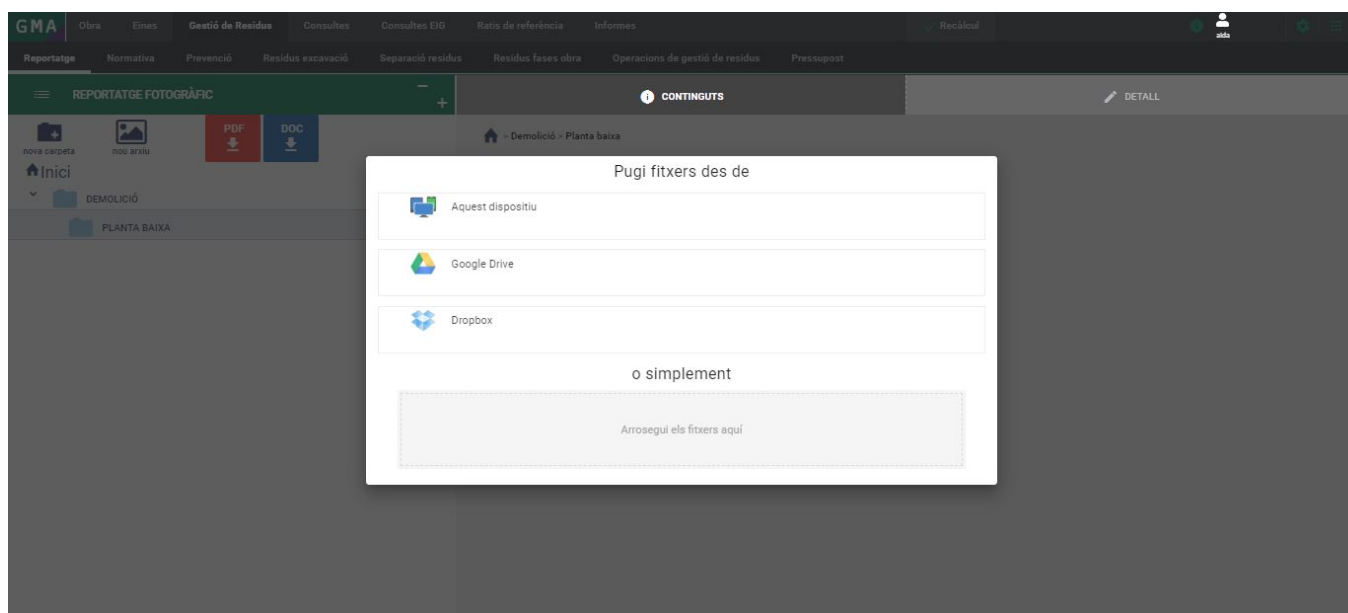 GMA Obra Eines Gestió de Residus Consultes Consultes EIG Ratis de referència Informes Recàlcul aida
Reportatge Normativa Prevenció Residus excavació Separació residus Residus fases obra Operacions de gestió de residus Pressupost
REPORTATGE FOTOGRÀFIC CONTINGUTS DETALL
PDF DOC
nova carpeta nou arxiu
> Demolició > Planta baixa
Inici
DEMOLICIÓ
PLANTA BAIXA
Pugi fitxers des de
Aquest dispositiu
Google Drive
Dropbox
o simplement
Arrosegui els fitxers aquí